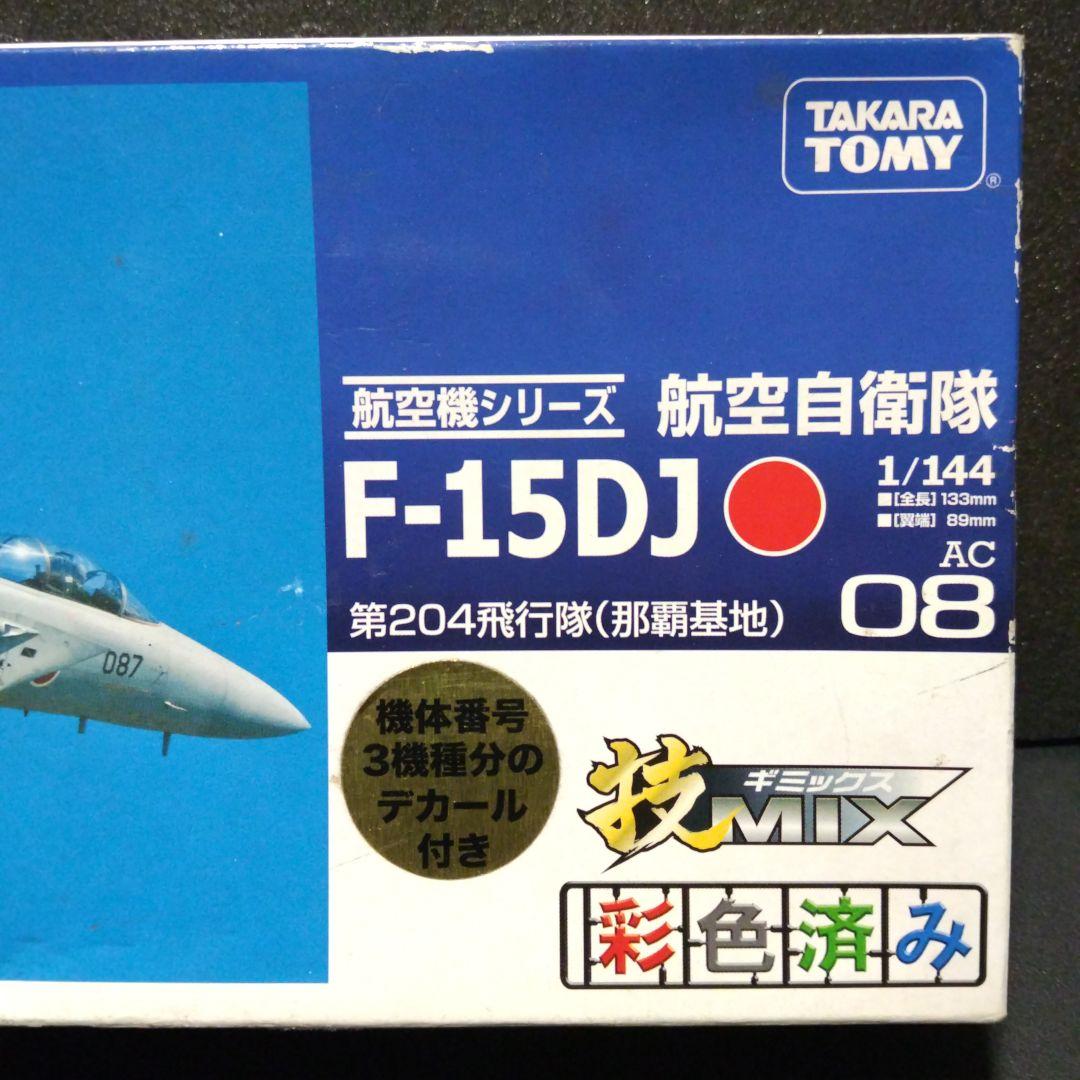 TAKARA
TOMY
®
航空機シリーズ
航空自衛隊
F-15DJ
1/144
■[全長] 133mm
■[翼端] 89mm
AC
08
第204飛行隊(那覇基地)
087
機体番号
3機種分の
デカール
付き
ギミックス
技MIX
彩色済み